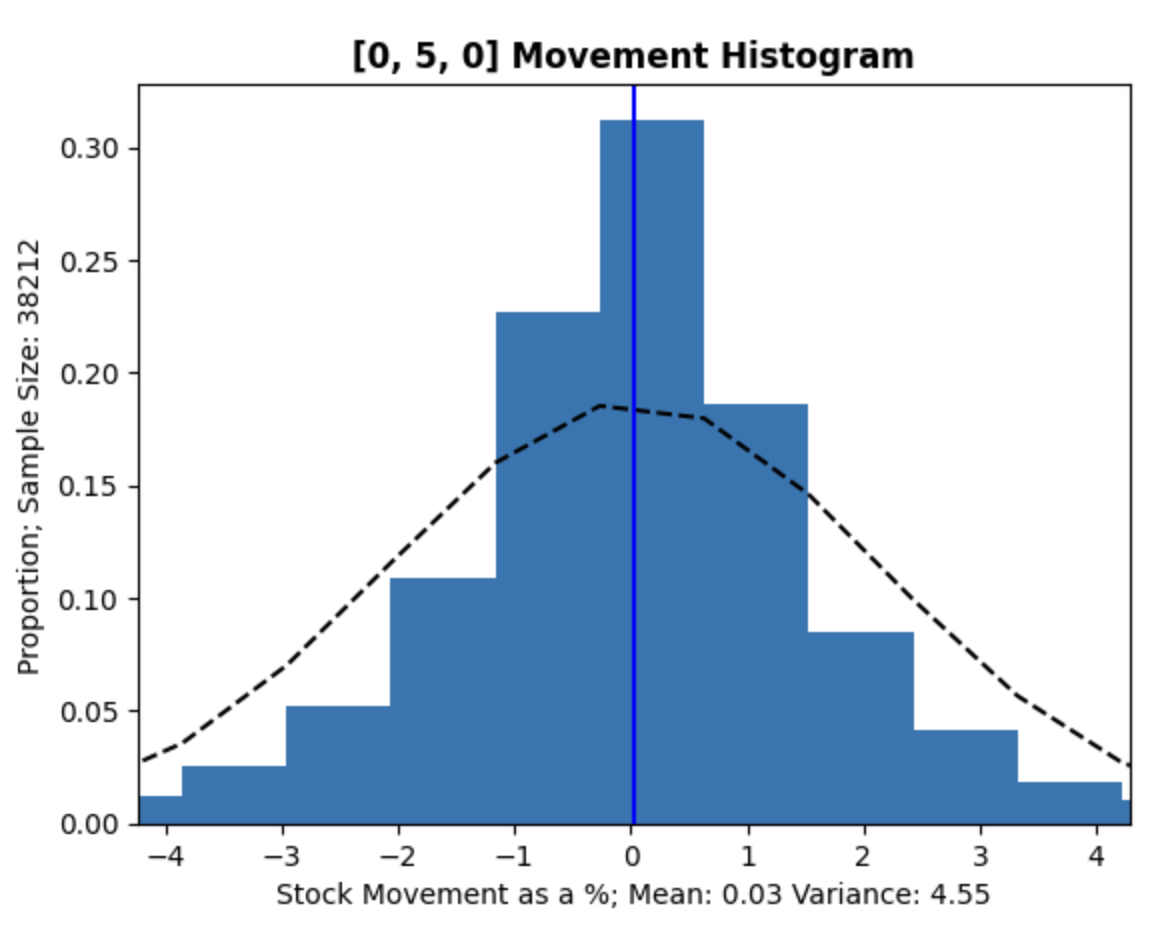 [0, 5, 0] Movement Histogram
Proportion; Sample Size: 38212
0.30
0.25
0.20
0.15
0.10
0.05
0.00
−4 −3 −2 −1 0 1 2 3 4
Stock Movement as a %; Mean: 0.03 Variance: 4.55